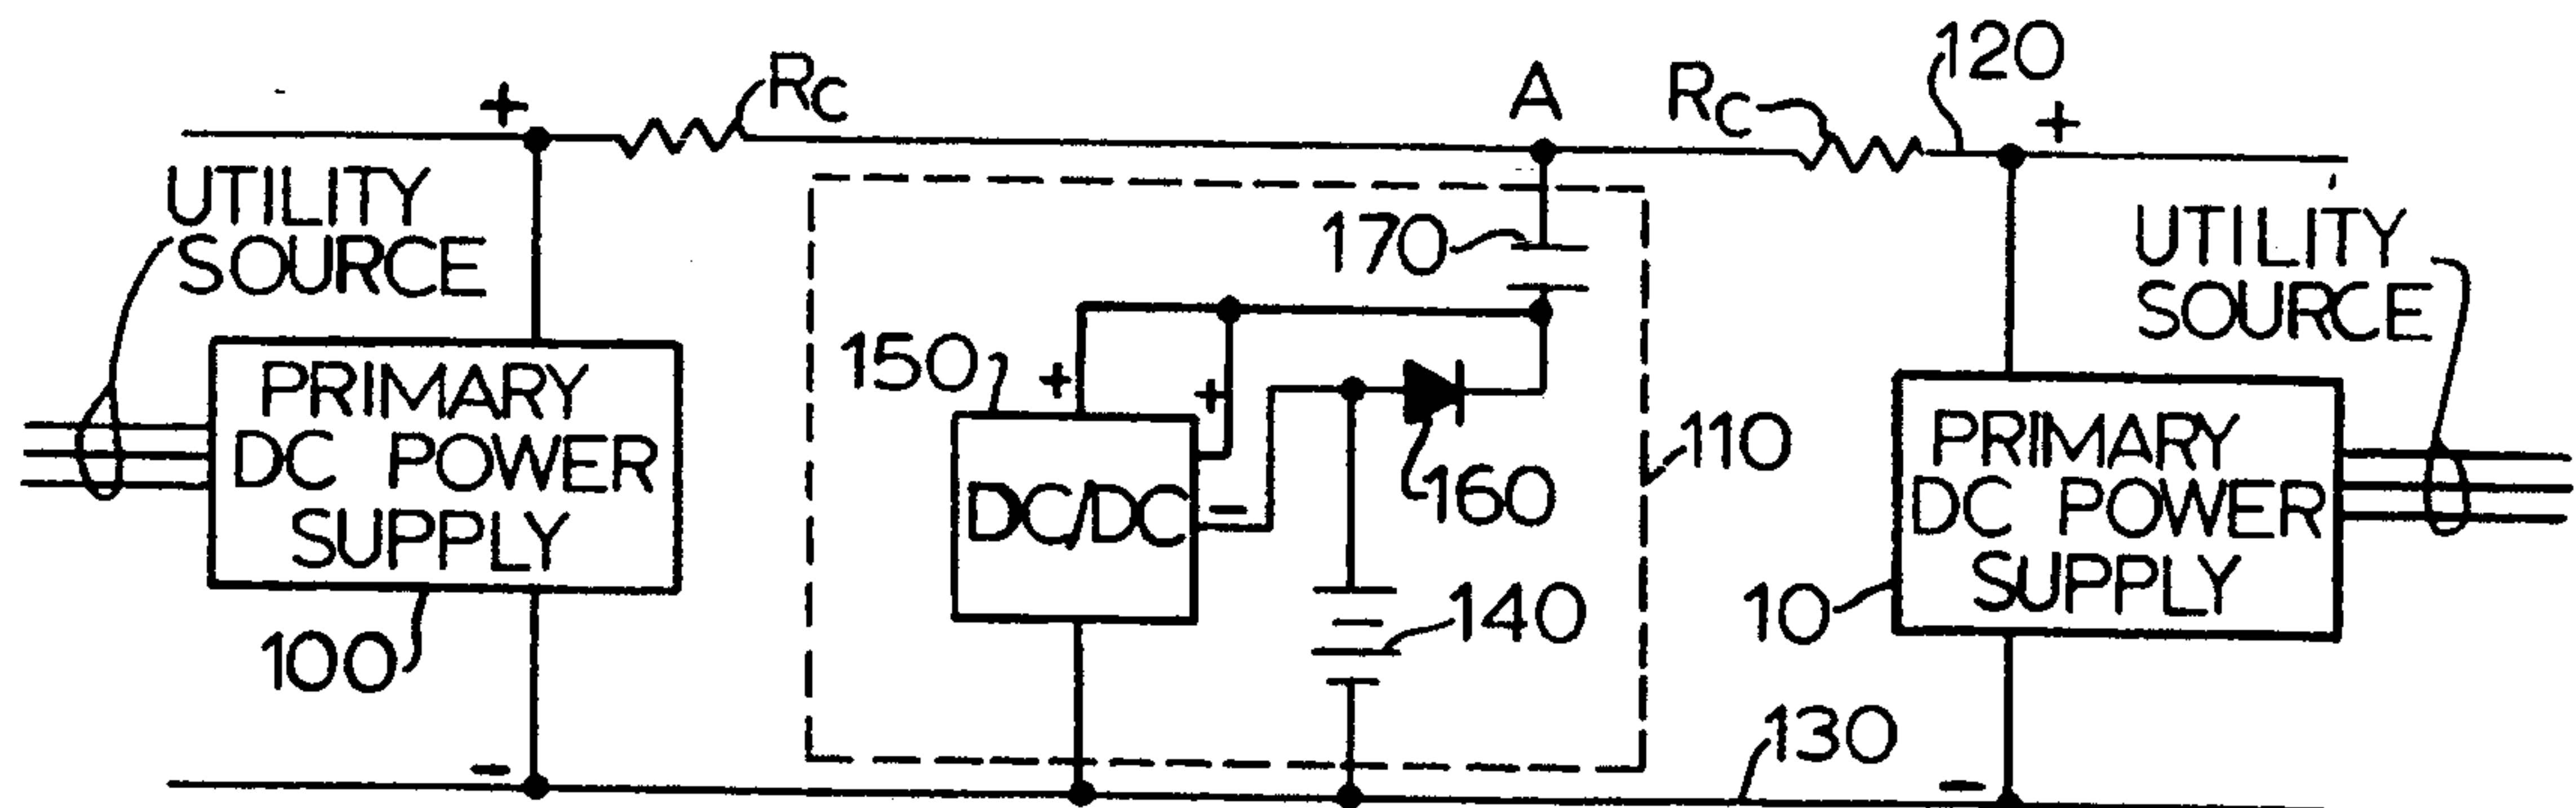 +
RC
A
RC
120
+
UTILITY
SOURCE
170
UTILITY
SOURCE
150
+
+
PRIMARY
DC POWER
SUPPLY
DC/DC
-
160
110
PRIMARY
DC POWER
SUPPLY
100
140
10
130
-
-